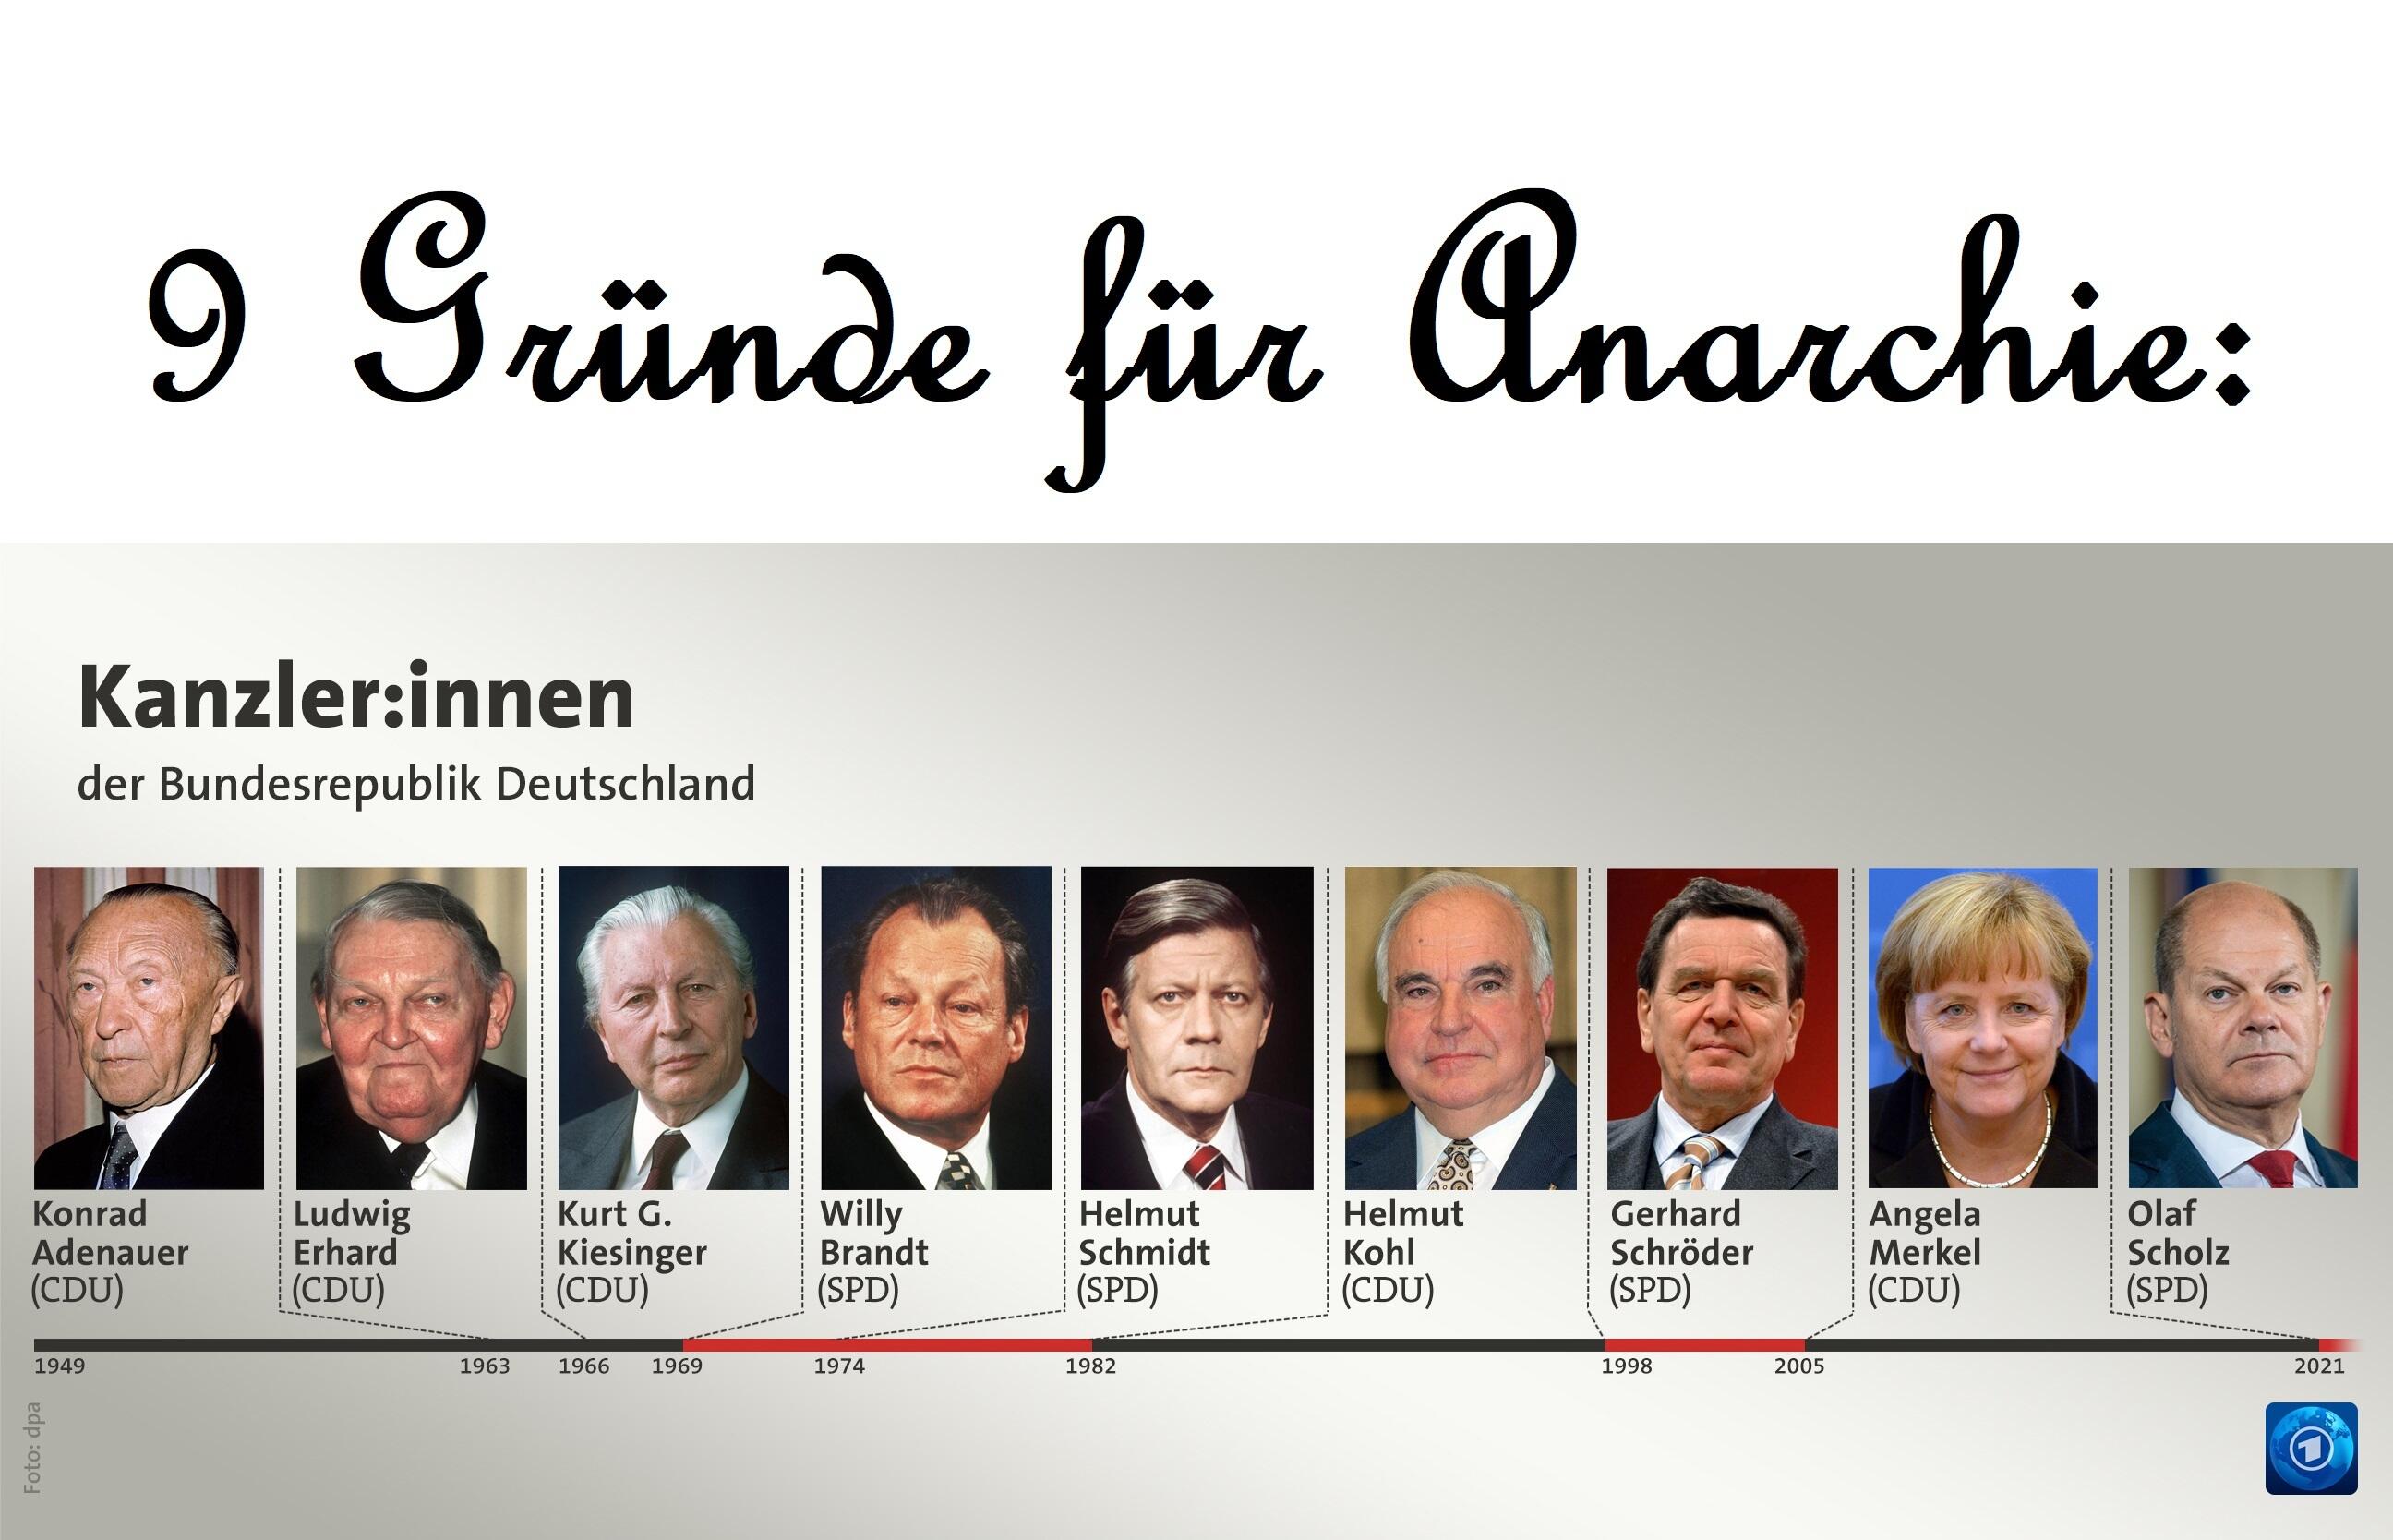 9 Gründe für Anarchie:
Kanzler:innen
der Bundesrepublik Deutschland
Konrad
Adenauer
(CDU)
Ludwig
Erhard
(CDU)
Kurt G.
Kiesinger
(CDU)
Willy
Brandt
(SPD)
Helmut
Schmidt
(SPD)
Helmut
Kohl
(CDU)
Gerhard
Schröder
(SPD)
Angela
Merkel
(CDU)
Olaf
Scholz
(SPD)
1949 1963 1966 1969 1974 1982 1998 2005 2021
Foto: dpa
1